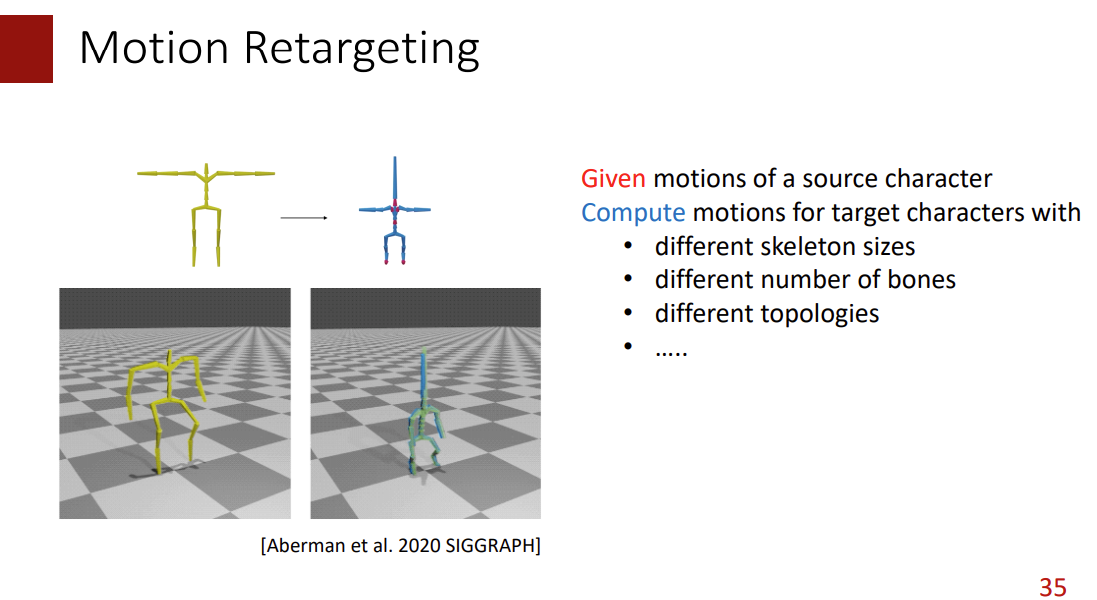 Motion Retargeting
Given motions of a source character
Compute motions for target characters with
• different skeleton sizes
• different number of bones
• different topologies
• .....
[Aberman et al. 2020 SIGGRAPH]
35